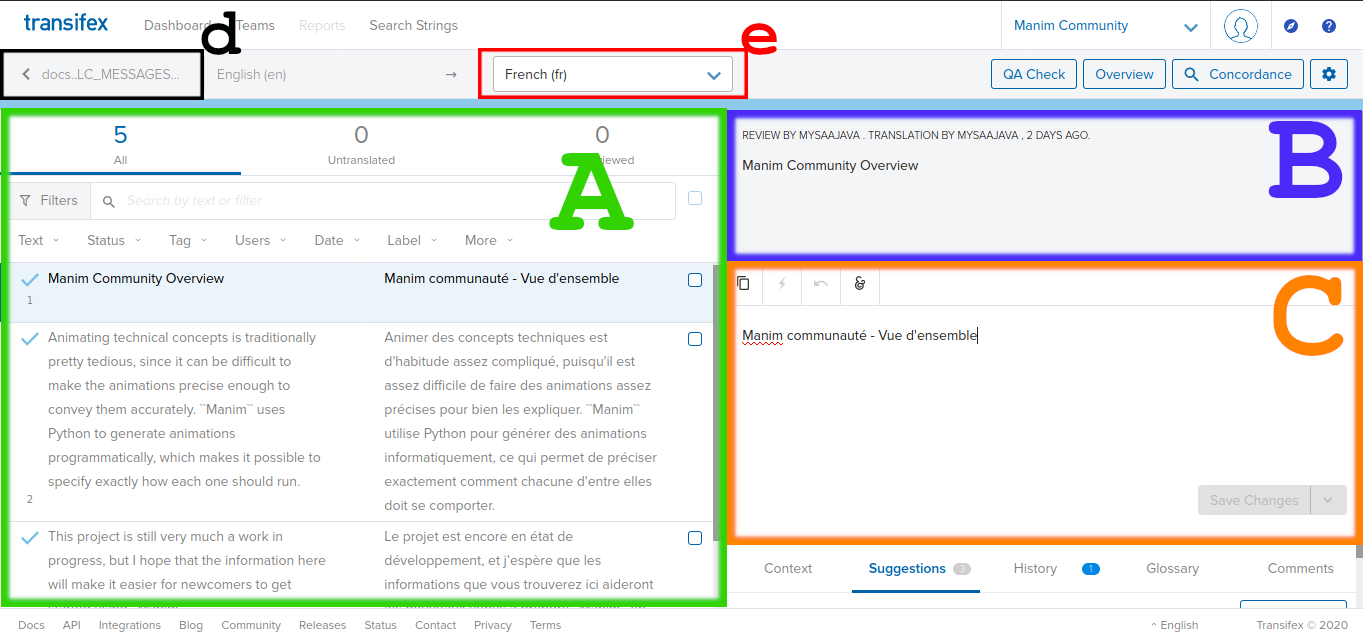 transifex
Dashboard Teams Reports Search Strings
Manim Community
d
e
docs..LC_MESSAGES...
English (en) →
French (fr)
QA Check Overview Concordance
5 0 0
All Untranslated
A
Filters Search by text or filter
Text Status Tag Users Date Label More
Manim Community Overview
Manim communauté - Vue d'ensemble
1
Animating technical concepts is traditionally
pretty tedious, since it can be difficult to
make the animations precise enough to
convey them accurately. ``Manim`` uses
Python to generate animations
programmatically, which makes it possible to
specify exactly how each one should run.
2
Animer des concepts techniques est
d'habitude assez compliqué, puisqu'il est
assez difficile de faire des animations assez
précises pour bien les expliquer. ``Manim``
utilise Python pour générer des animations
informatiquement, ce qui permet de préciser
exactement comment chacune d'entre elles
doit se comporter.
This project is still very much a work in
progress, but I hope that the information here
will make it easier for newcomers to get
Le projet est encore en état de
développement, et j'espère que les
informations que vous trouverez ici aideront
REVIEW BY MYSAAJAVA . TRANSLATION BY MYSAAJAVA , 2 DAYS AGO.
Manim Community Overview
B
C
Manim communauté - Vue d'ensemble
Save Changes
Context Suggestions 3 History 1 Glossary Comments
Docs API Integrations Blog Community Releases Status Contact Privacy Terms
^ English Transifex © 2020